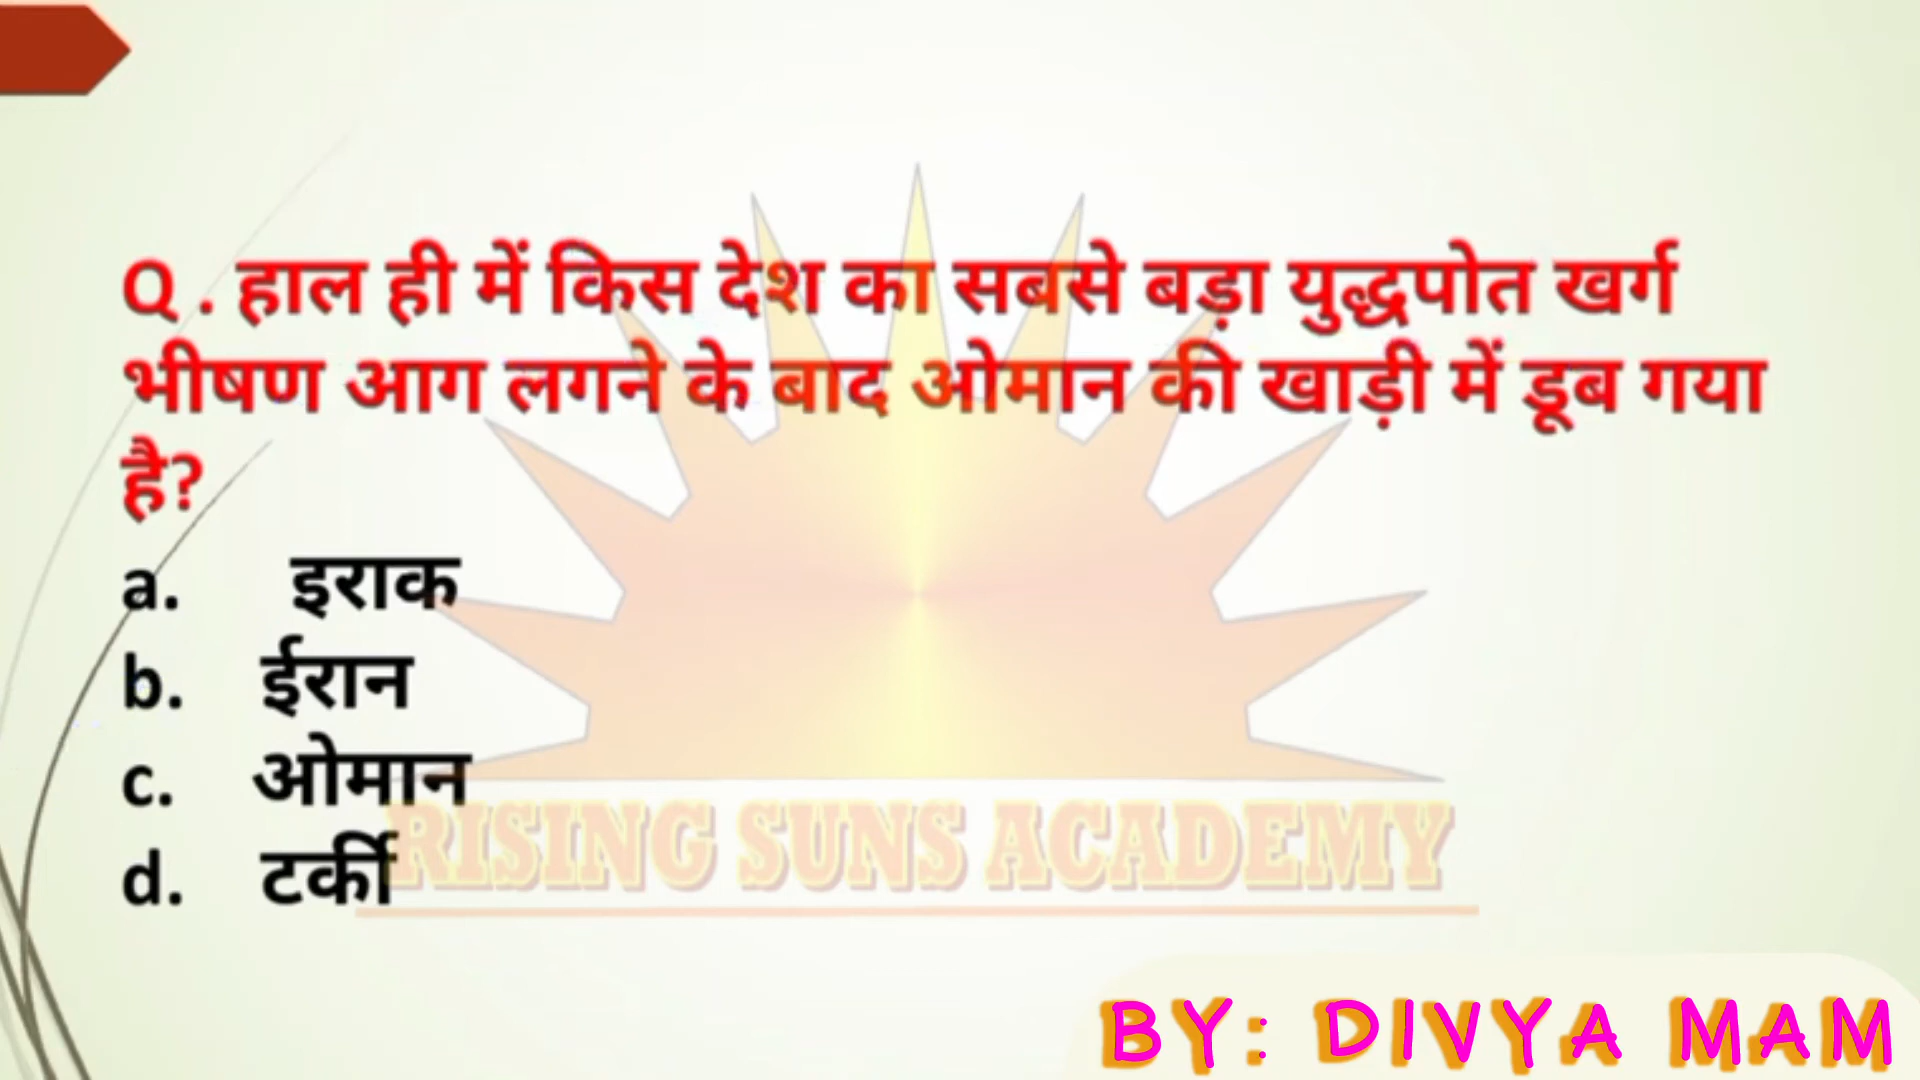 Q . हाल ही में किस देश का सबसे बड़ा युद्धपोत खर्ग
भीषण आग लगने के बाद ओमान की खाड़ी में डूब गया
है?
a. इराक
b. ईरान
c. ओमान
d. टर्की
RISING SUNS ACADEMY
BY: DIVYA MAM